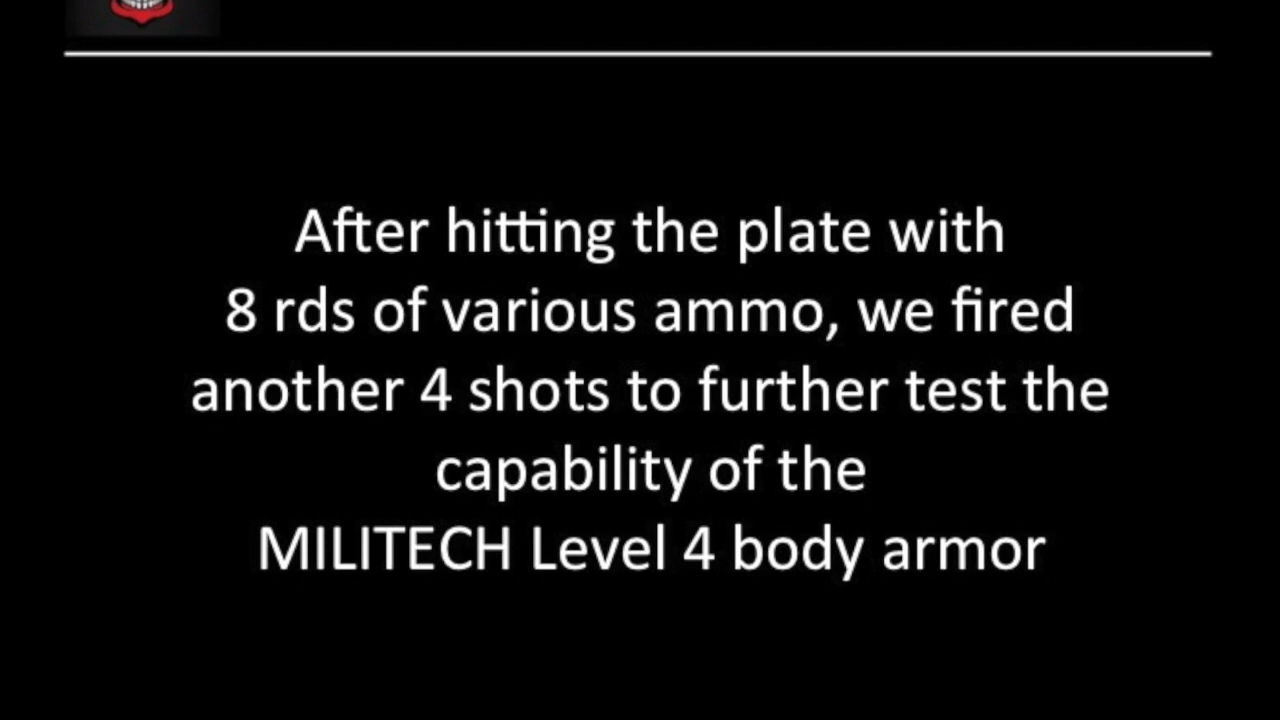 After hitting the plate with
8 rds of various ammo, we fired
another 4 shots to further test the
capability of the
MILITECH Level 4 body armor